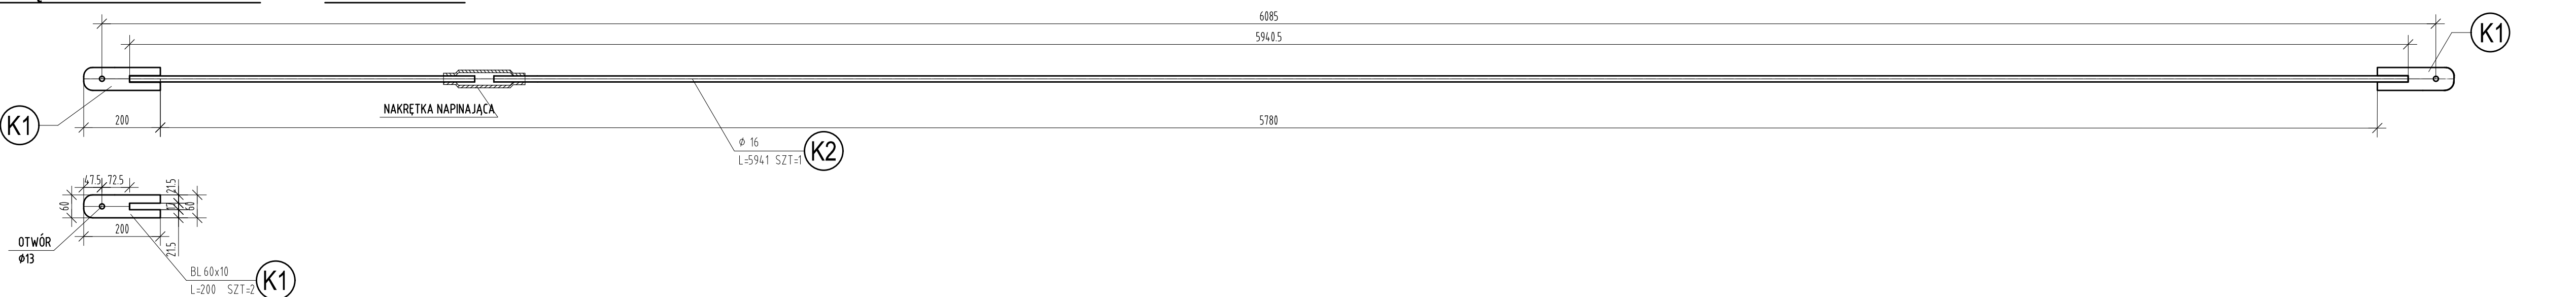 6085
5940.5
K1
NAKRĘTKA NAPINAJĄCA
K1
200
5780
φ 16
L=5941 SZT=1
K2
47.5
72.5
21.5
60
17
60
200
21.5
OTWÓR
φ13
BL 60x10
L=200 SZT=2
K1